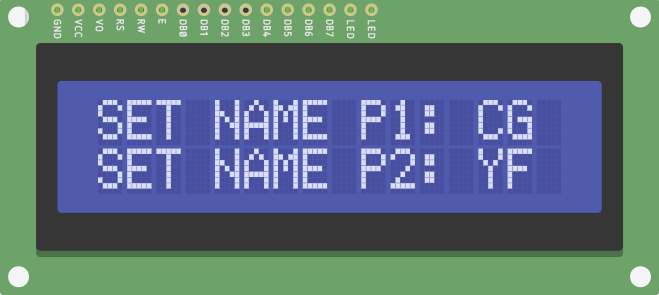 GND VCC VO RS RW E DB0 DB1 DB2 DB3 DB4 DB5 DB6 DB7 LED LED
SET NAME P1: CG
SET NAME P2: YF